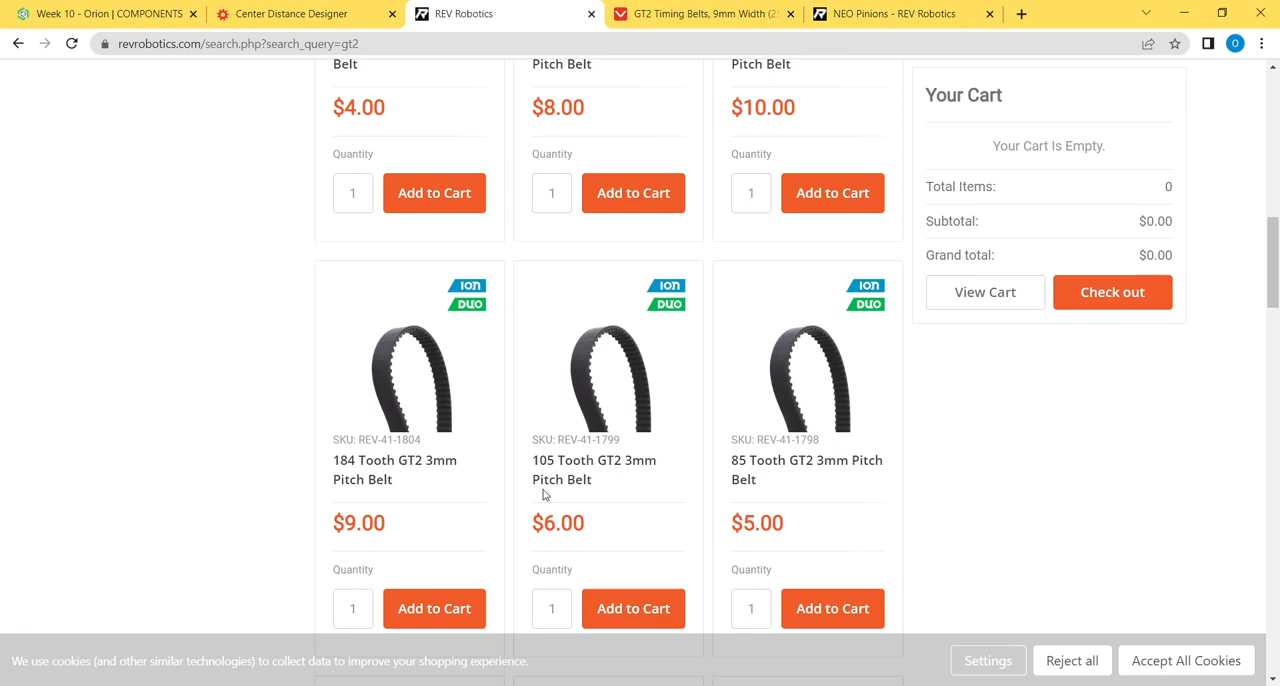 Week 10 - Orion | COMPONENTS
Center Distance Designer
REV Robotics
GT2 Timing Belts, 9mm Width (25
NEO Pinions - REV Robotics
revrobotics.com/search.php?search_query=gt2
O
Belt
$4.00
Quantity
1
Add to Cart
Pitch Belt
$8.00
Quantity
1
Add to Cart
Pitch Belt
$10.00
Quantity
1
Add to Cart
Your Cart
Your Cart Is Empty.
Total Items: 0
Subtotal: $0.00
Grand total: $0.00
View Cart
Check out
ION
DUO
SKU: REV-41-1804
184 Tooth GT2 3mm
Pitch Belt
$9.00
Quantity
1
Add to Cart
ION
DUO
SKU: REV-41-1799
105 Tooth GT2 3mm
Pitch Belt
$6.00
Quantity
1
Add to Cart
ION
DUO
SKU: REV-41-1798
85 Tooth GT2 3mm Pitch
Belt
$5.00
Quantity
1
Add to Cart
We use cookies (and other similar technologies) to collect data to improve your shopping experience.
Settings
Reject all
Accept All Cookies